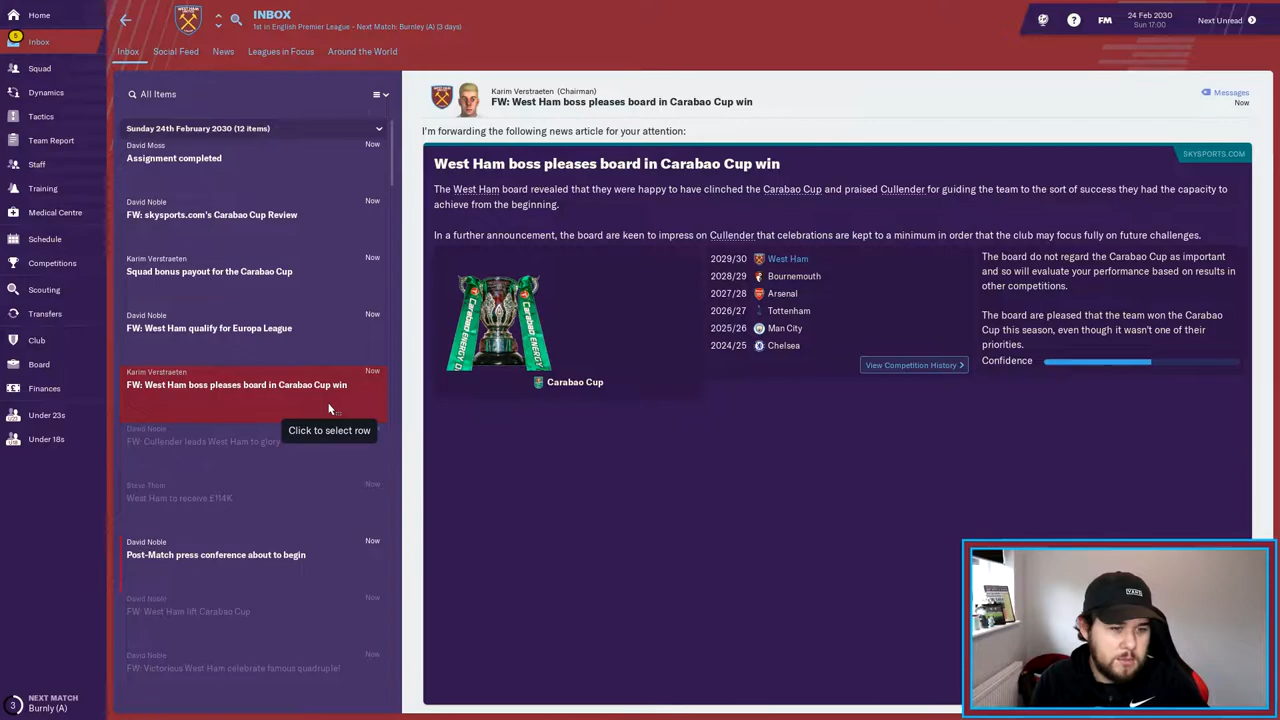 Home
INBOX
1st in English Premier League - Next Match: Burnley (A) (3 days)
FM
24 Feb 2030
Sun 17:00
Next Unread
5
Inbox
Inbox
Social Feed
News
Leagues in Focus
Around the World
Squad
Dynamics
Tactics
Team Report
Staff
Training
Medical Centre
Schedule
Competitions
Scouting
Transfers
Club
Board
Finances
Under 23s
Under 18s
3
NEXT MATCH
Burnly (A)
All Items
Sunday 24th February 2030 (12 items)
David Moss
Now
Assignment completed
David Noble
Now
FW: skysports.com's Carabao Cup Review
Karim Verstraeten
Now
Squad bonus payout for the Carabao Cup
David Noble
Now
FW: West Ham qualify for Europa League
Karim Verstraeten
Now
FW: West Ham boss pleases board in Carabao Cup win
Click to select row
David Noble
FW: Cullender leads West Ham to glory
Steve Thom
Now
West Ham to receive £114K
David Noble
Now
Post-Match press conference about to begin
David Noble
Now
FW: West Ham lift Carabao Cup
David Noble
Now
FW: Victorious West Ham celebrate famous quadruple!
Karim Verstraeten (Chairman)
FW: West Ham boss pleases board in Carabao Cup win
Messages
Now
I'm forwarding the following news article for your attention:
West Ham boss pleases board in Carabao Cup win
SKYSPORTS.COM
The West Ham board revealed that they were happy to have clinched the Carabao Cup and praised Cullender for guiding the team to the sort of success they had the capacity to
achieve from the beginning.
In a further announcement, the board are keen to impress on Cullender that celebrations are kept to a minimum in order that the club may focus fully on future challenges.
Carabao Cup
2029/30 West Ham
2028/29 Bournemouth
2027/28 Arsenal
2026/27 Tottenham
2025/26 Man City
2024/25 Chelsea
View Competition History
The board do not regard the Carabao Cup as important
and so will evaluate your performance based on results in
other competitions.
The board are pleased that the team won the Carabao
Cup this season, even though it wasn't one of their
priorities.
Confidence
VANS